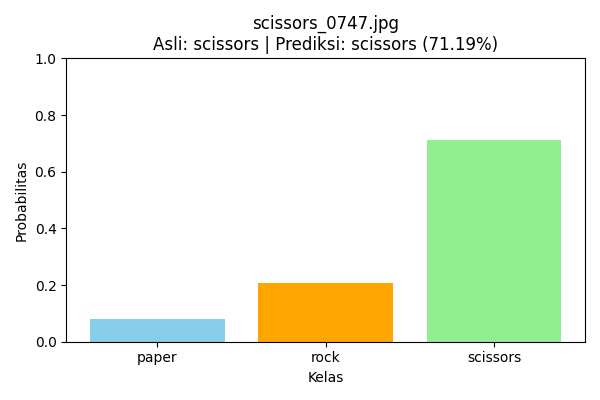 scissors_0747.jpg
Asli: scissors | Prediksi: scissors (71.19%)
1.0
0.8
0.6
0.4
0.2
0.0
Probabilitas
paper
rock
scissors
Kelas